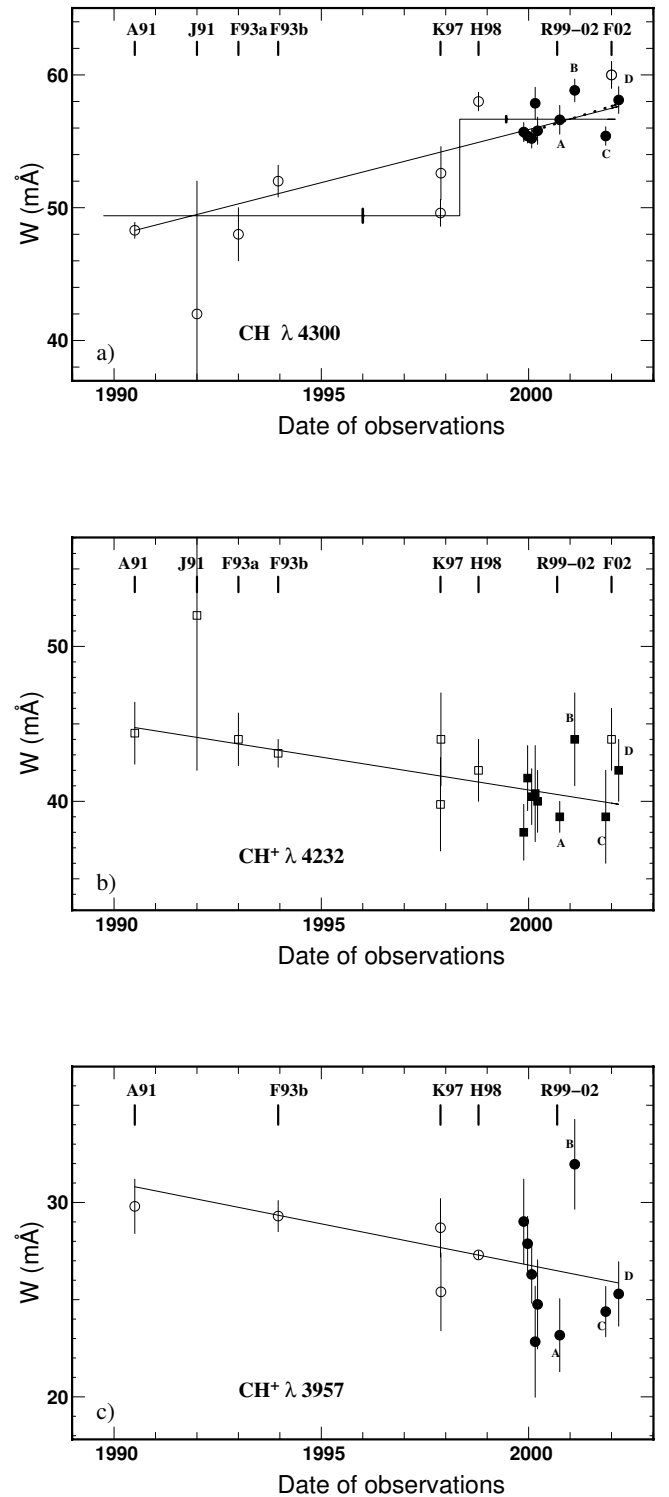 A91 J91 F93a F93b K97 H98 R99−02 F02
60
50
40
W (mÅ)
B
D
A
C
CH λ 4300
a)
1990 1995 2000
Date of observations
A91 J91 F93a F93b K97 H98 R99−02 F02
50
40
W (mÅ)
B
D
A
C
CH⁺ λ 4232
b)
1990 1995 2000
Date of observations
A91 F93b K97 H98 R99−02
30
20
W (mÅ)
B
D
C
A
CH⁺ λ 3957
c)
1990 1995 2000
Date of observations